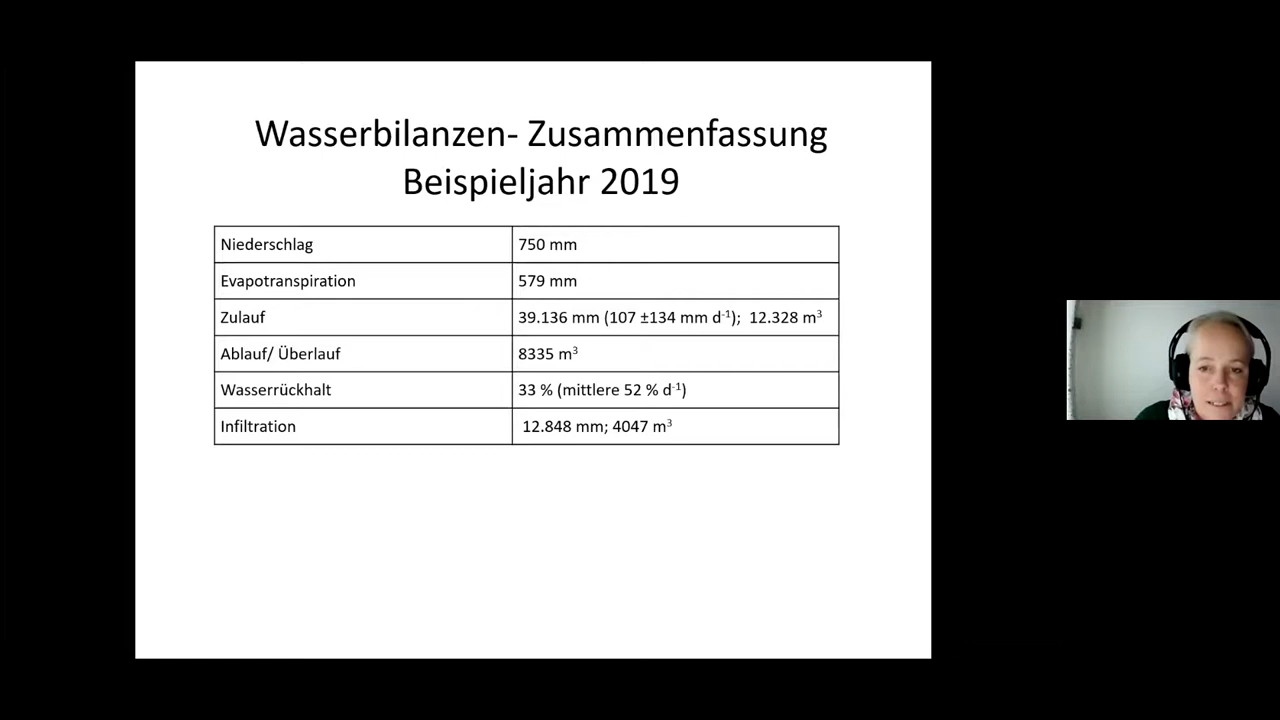 Wasserbilanzen- Zusammenfassung
Beispieljahr 2019
Niederschlag 750 mm
Evapotranspiration 579 mm
Zulauf 39.136 mm (107 ±134 mm d⁻¹); 12.328 m³
Ablauf/ Überlauf 8335 m³
Wasserrückhalt 33 % (mittlere 52 % d⁻¹)
Infiltration 12.848 mm; 4047 m³